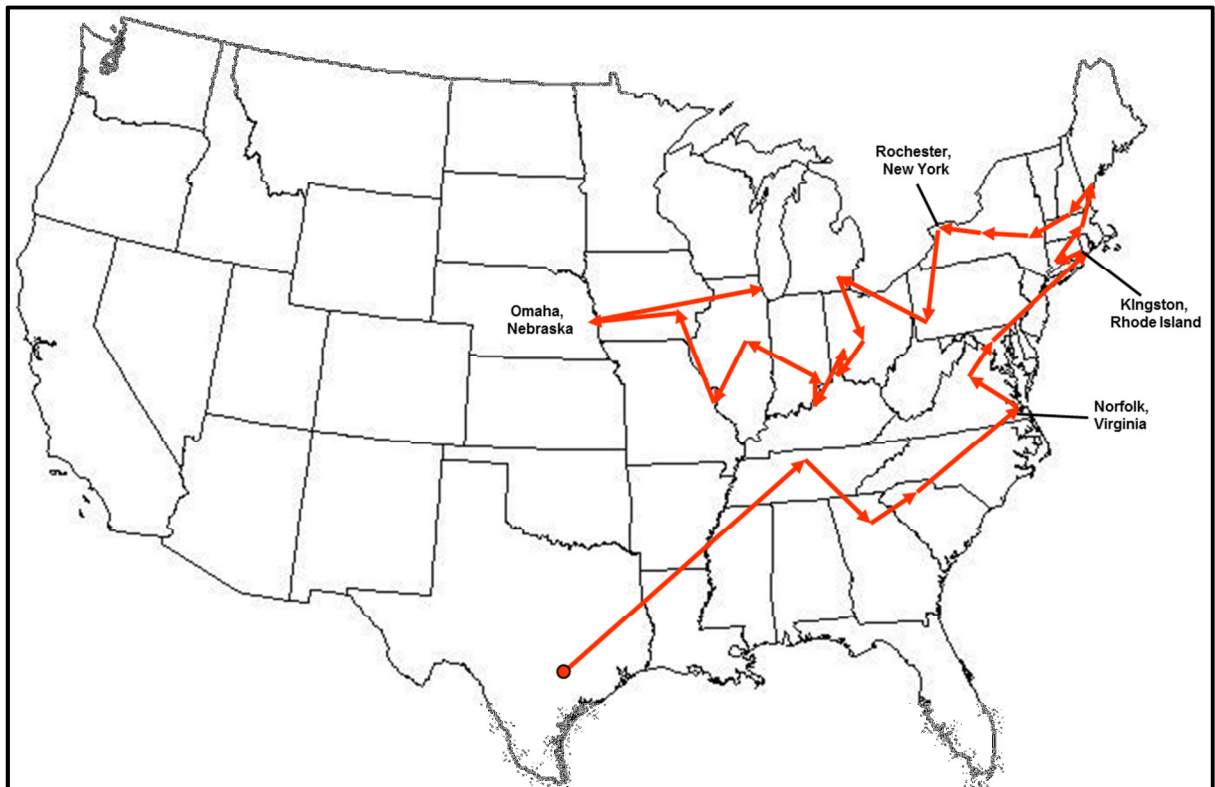 Rochester,
New York
Omaha,
Nebraska
KIngston,
Rhode Island
Norfolk,
Virginia